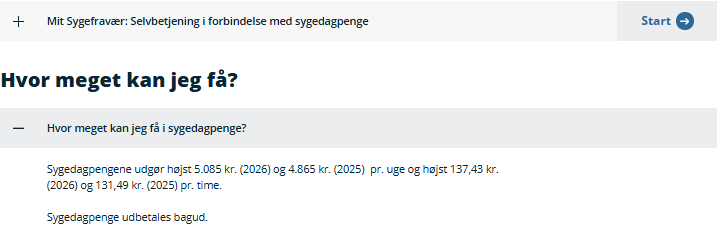 Mit Sygefravær: Selvbetjening i forbindelse med sygedagpenge
Start
Hvor meget kan jeg få?
Hvor meget kan jeg få i sygedagpenge?
Sygedagpengene udgør højst 5.085 kr. (2026) og 4.865 kr. (2025)  pr. uge og højst 137,43 kr.
(2026) og 131,49 kr. (2025) pr. time.
Sygedagpenge udbetales bagud.